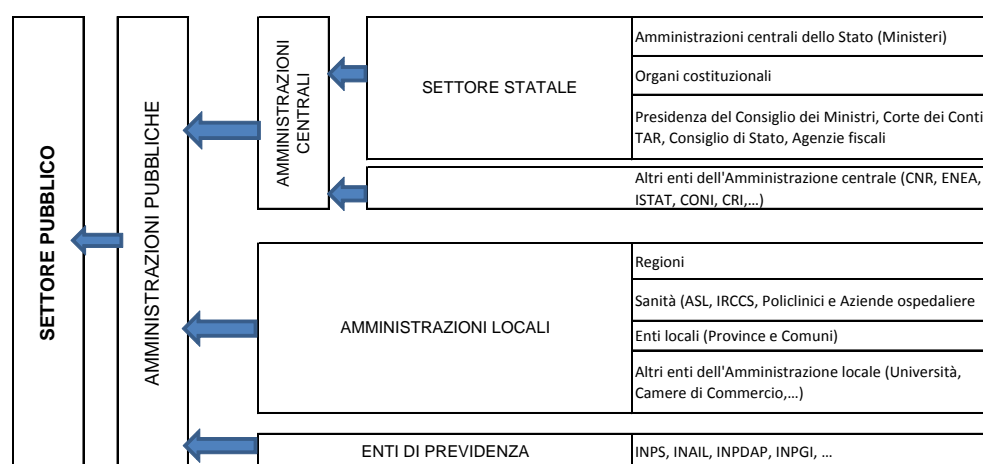 SETTORE PUBBLICO
AMMINISTRAZIONI PUBBLICHE
AMMINISTRAZIONI
CENTRALI
SETTORE STATALE
Amministrazioni centrali dello Stato (Ministeri)
Organi costituzionali
Presidenza del Consiglio dei Ministri, Corte dei Conti
TAR, Consiglio di Stato, Agenzie fiscali
Altri enti dell'Amministrazione centrale (CNR, ENEA,
ISTAT, CONI, CRI,…)
AMMINISTRAZIONI LOCALI
Regioni
Sanità (ASL, IRCCS, Policlinici e Aziende ospedaliere
Enti locali (Province e Comuni)
Altri enti dell'Amministrazione locale (Università,
Camere di Commercio,…)
ENTI DI PREVIDENZA
INPS, INAIL, INPDAP, INPGI, …